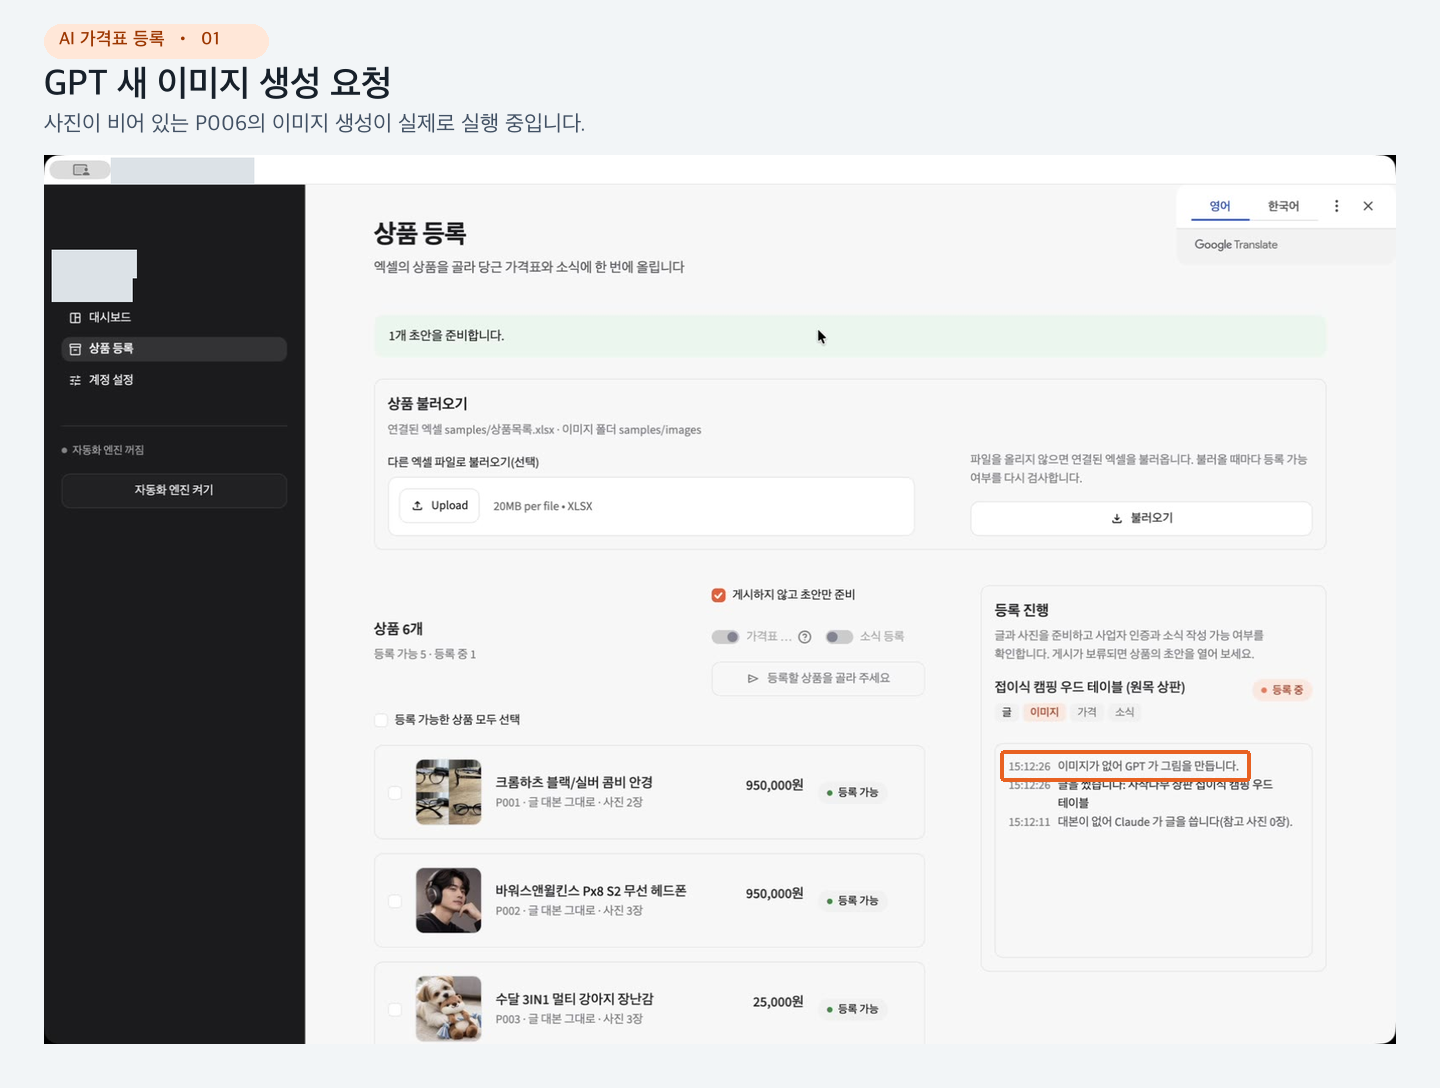 AI 가격표 등록 · 01
GPT 새 이미지 생성 요청
사진이 비어 있는 P006의 이미지 생성이 실제로 실행 중입니다.
영어
한국어
Google Translate
상품 등록
엑셀의 상품을 골라 당근 가격표와 소식에 한 번에 올립니다
대시보드
상품 등록
계정 설정
자동화 엔진 꺼짐
자동화 엔진 켜기
1개 초안을 준비합니다.
상품 불러오기
연결된 엑셀 samples/상품목록.xlsx · 이미지 폴더 samples/images
다른 엑셀 파일로 불러오기(선택)
Upload
20MB per file • XLSX
파일을 올리지 않으면 연결된 엑셀을 불러옵니다. 불러올 때마다 등록 가능
여부를 다시 검사합니다.
불러오기
상품 6개
등록 가능 5 · 등록 중 1
게시하지 않고 초안만 준비
가격표 ...
소식 등록
등록할 상품을 골라 주세요
등록 가능한 상품 모두 선택
크롬하츠 블랙/실버 콤비 안경
P001 · 글 대본 그대로 · 사진 2장
950,000원
등록 가능
바워스앤윌킨스 Px8 S2 무선 헤드폰
P002 · 글 대본 그대로 · 사진 3장
950,000원
등록 가능
수달 3IN1 멀티 강아지 장난감
P003 · 글 대본 그대로 · 사진 3장
25,000원
등록 가능
등록 진행
글과 사진을 준비하고 사업자 인증과 소식 작성 가능 여부를
확인합니다. 게시가 보류되면 상품의 초안을 열어 보세요.
접이식 캠핑 우드 테이블 (원목 상판)
등록 중
글 이미지 가격 소식
15:12:26 이미지가 없어 GPT 가 그림을 만듭니다.
15:12:26 글을 썼습니다: 자작나무 상판 접이식 캠핑 우드
테이블
15:12:11 대본이 없어 Claude 가 글을 씁니다(참고 사진 0장).